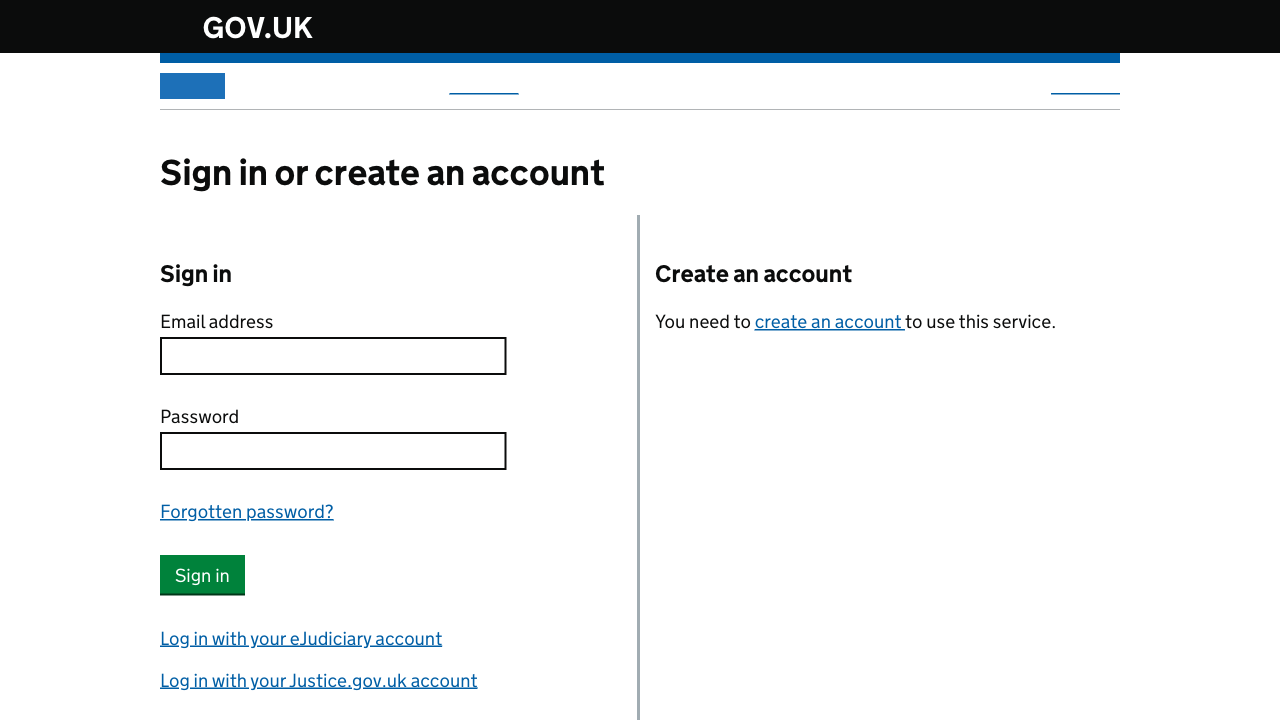 GOV.UK
Sign in or create an account
Sign in
Email address
Password
Forgotten password?
Sign in
Log in with your eJudiciary account
Log in with your Justice.gov.uk account
Create an account
You need to create an account to use this service.